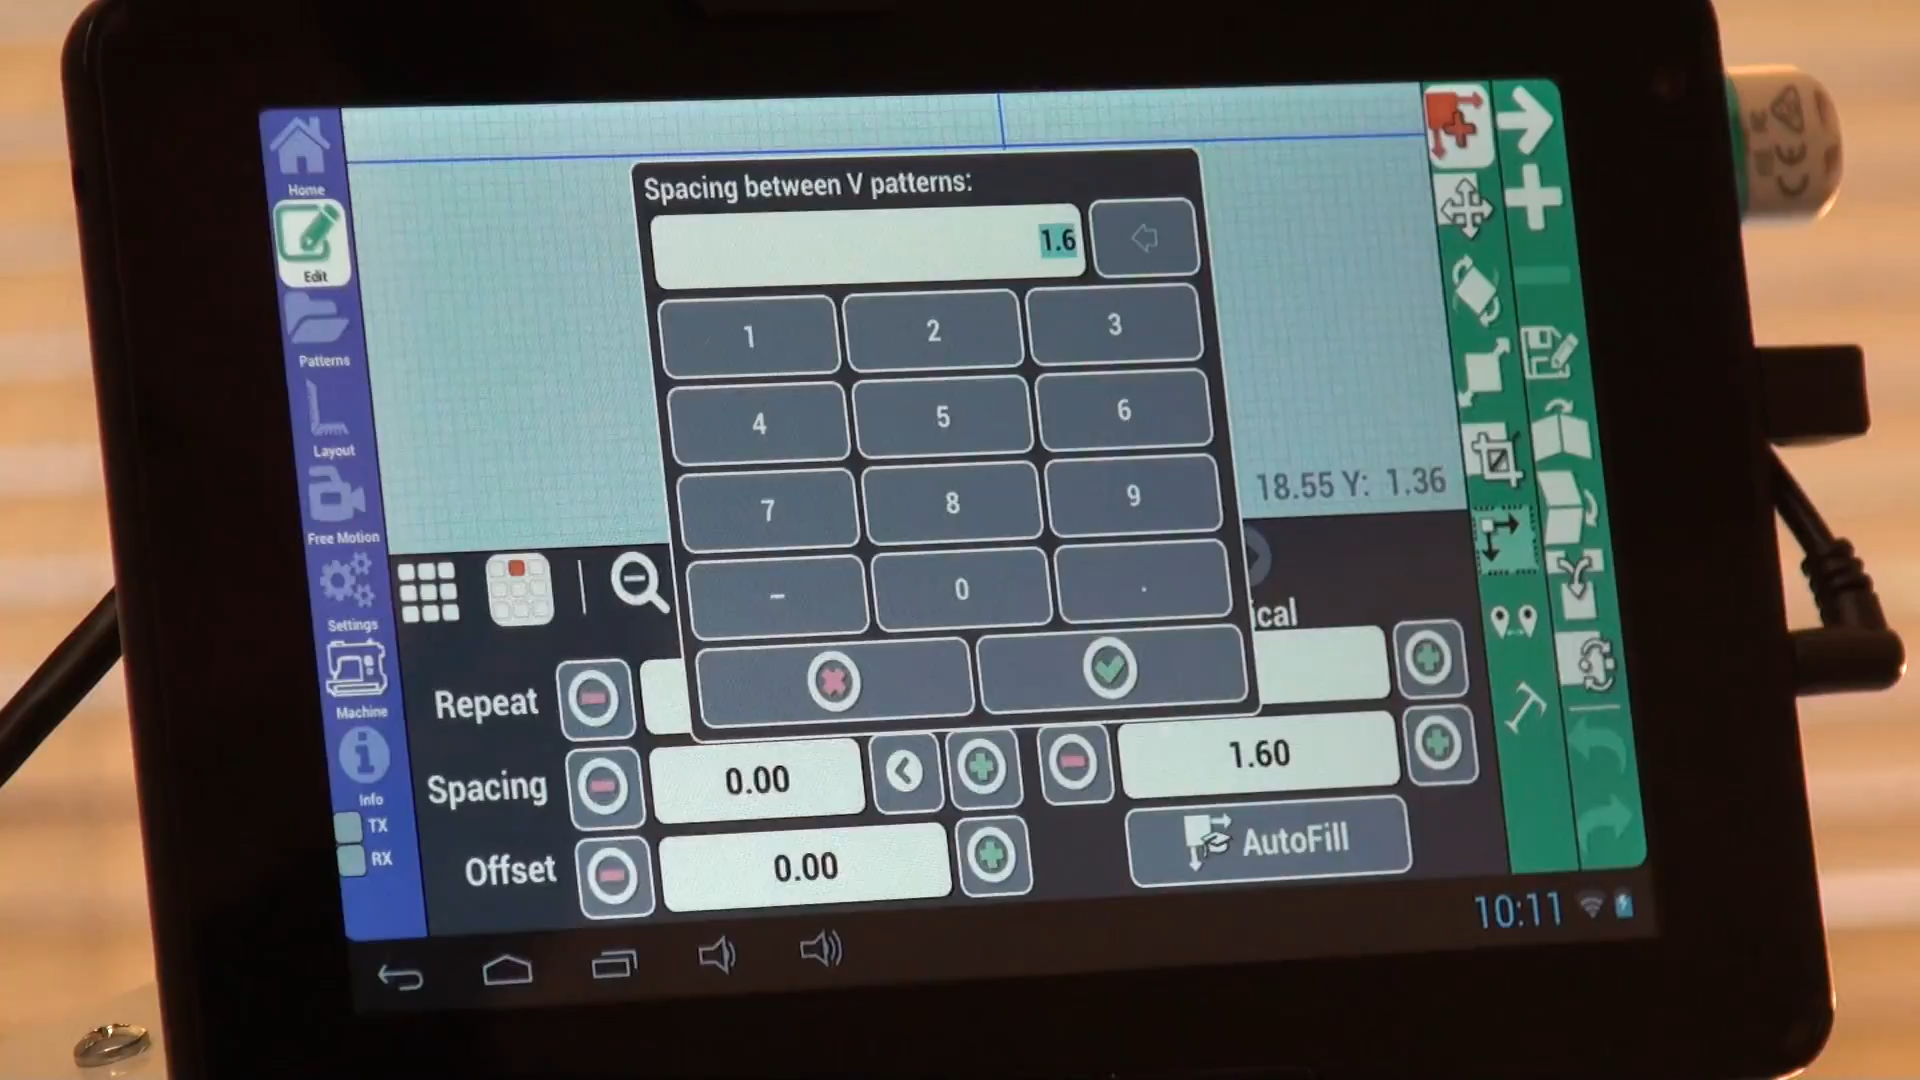 Home
Edit
Patterns
Layout
Free Motion
Settings
Machine
Info
TX
RX
Spacing between V patterns:
1.6
1
2
3
4
5
6
7
8
9
-
0
.
18.55 Y: 1.36
ical
Repeat
Spacing
0.00
1.60
Offset
0.00
AutoFill
10:11
CE